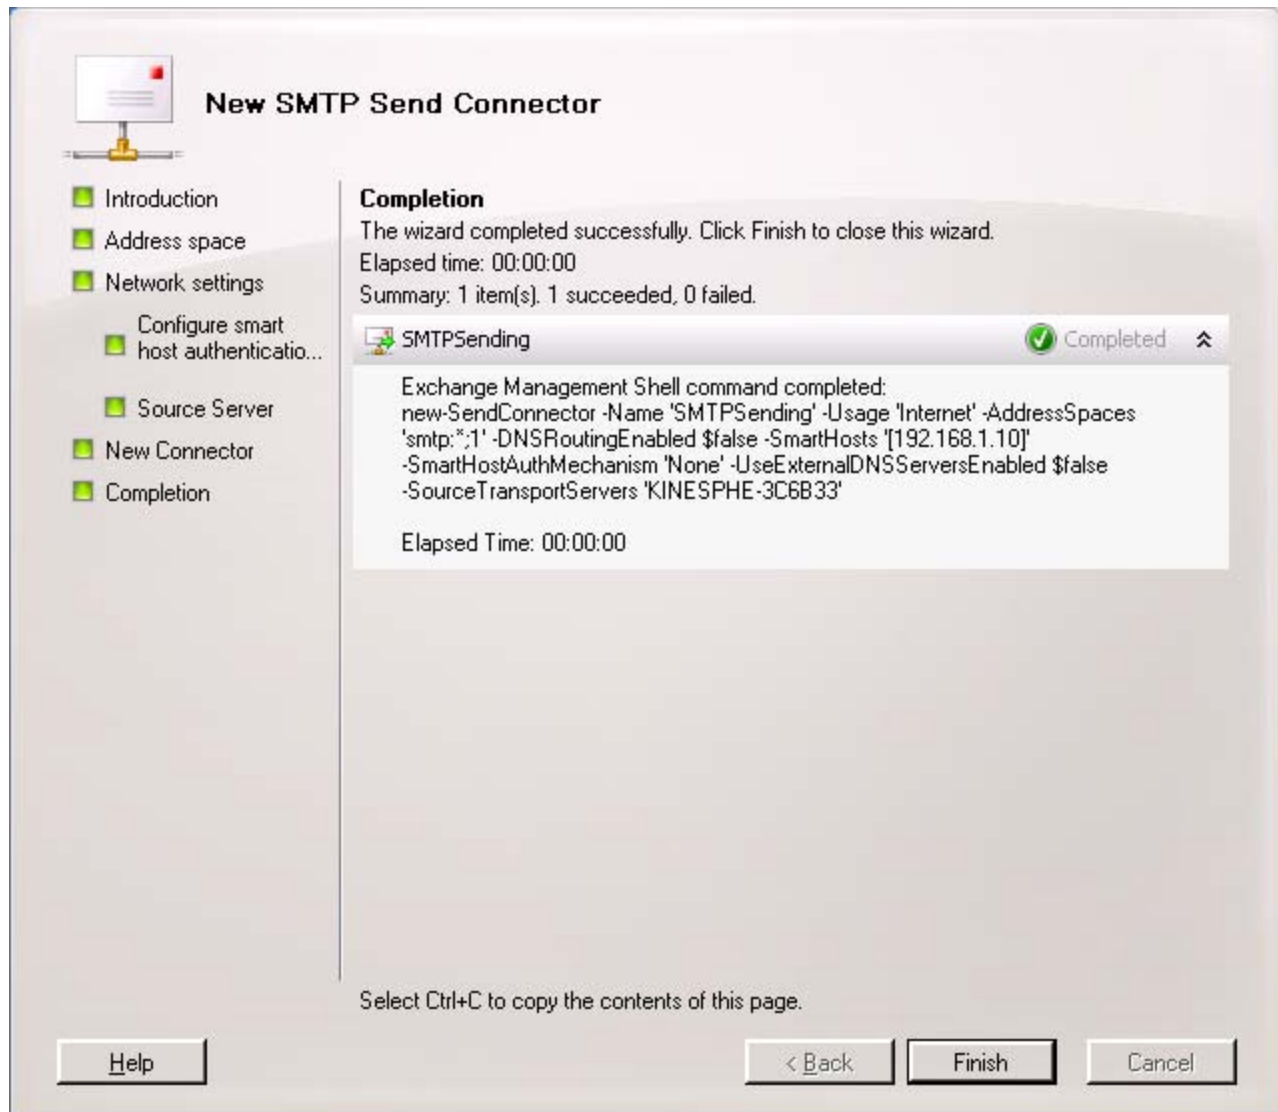 New SMTP Send Connector
Introduction
Address space
Network settings
Configure smart
host authenticatio...
Source Server
New Connector
Completion
Completion
The wizard completed successfully. Click Finish to close this wizard.
Elapsed time: 00:00:00
Summary: 1 item(s). 1 succeeded, 0 failed.
SMTPSending
Completed
Exchange Management Shell command completed:
new-SendConnector -Name 'SMTPSending' -Usage 'Internet' -AddressSpaces
'smtp:*;1' -DNSRoutingEnabled $false -SmartHosts '[192.168.1.10]'
-SmartHostAuthMechanism 'None' -UseExternalDNSServersEnabled $false
-SourceTransportServers 'KINESPHE-3C6B33'
Elapsed Time: 00:00:00
Select Ctrl+C to copy the contents of this page.
Help
< Back
Finish
Cancel